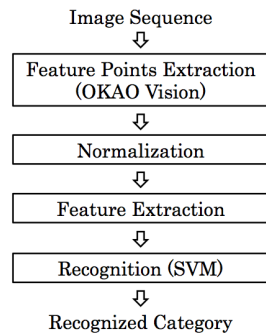 Image Sequence
Feature Points Extraction
(OKAO Vision)
Normalization
Feature Extraction
Recognition (SVM)
Recognized Category